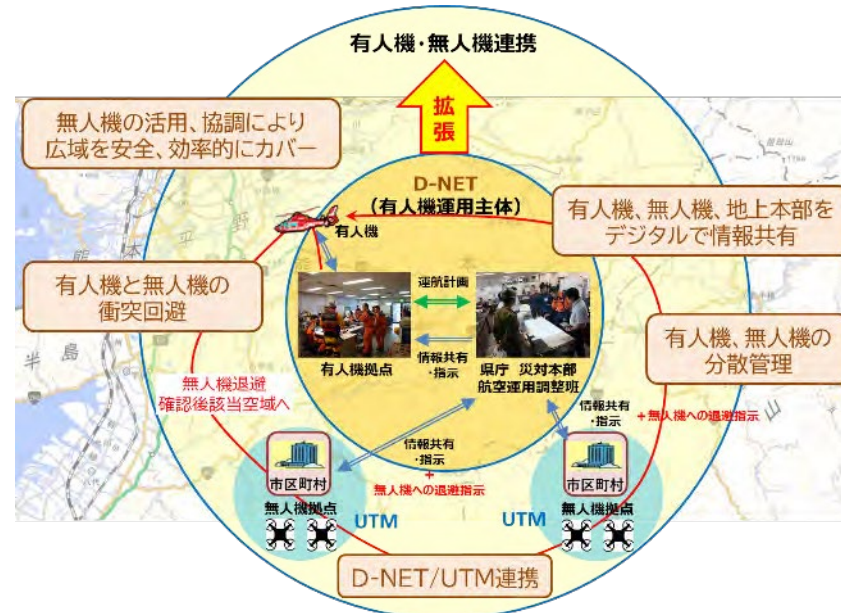 有人機・無人機連携
拡
張
無人機の活用、協調により
広域を安全、効率的にカバー
D-NET
(有人機運用主体)
有人機
有人機、無人機、地上本部を
デジタルで情報共有
有人機と無人機の
衝突回避
運航計画
情報共有
・指示
有人機拠点
県庁 災対本部
航空運用調整班
有人機、無人機の
分散管理
無人機退避
確認後該当空域へ
情報共有
・指示
+
無人機への退避指示
情報共有
・指示
+無人機への退避指示
市区町村
無人機拠点
UTM
市区町村
無人機拠点
UTM
D-NET/UTM連携